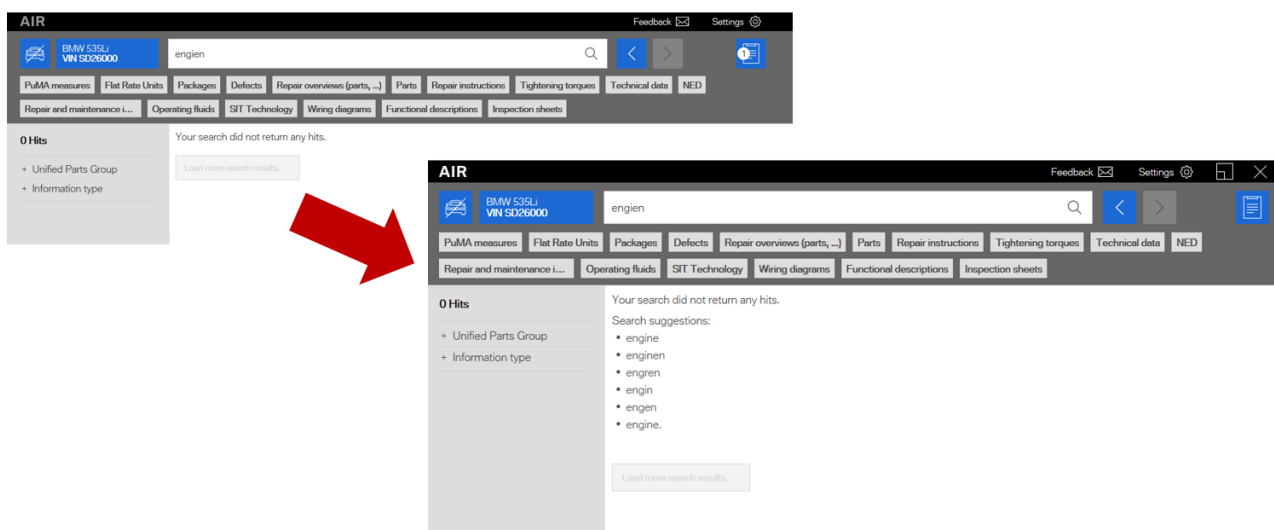 AIR
Feedback Settings
BMW 535Li
VIN SD26000
engien
1
PuMA measures Flat Rate Units Packages Defects Repair overviews (parts, ...) Parts Repair instructions Tightening torques Technical data NED
Repair and maintenance i... Operating fluids SIT Technology Wiring diagrams Functional descriptions Inspection sheets
0 Hits
+ Unified Parts Group
+ Information type
Your search did not return any hits.
Load more search results.
AIR
Feedback Settings
BMW 535Li
VIN SD26000
engien
PuMA measures Flat Rate Units Packages Defects Repair overviews (parts, ...) Parts Repair instructions Tightening torques Technical data NED
Repair and maintenance i... Operating fluids SIT Technology Wiring diagrams Functional descriptions Inspection sheets
0 Hits
+ Unified Parts Group
+ Information type
Your search did not return any hits.
Search suggestions:
• engine
• enginen
• engren
• engin
• engen
• engine.
Load more search results.